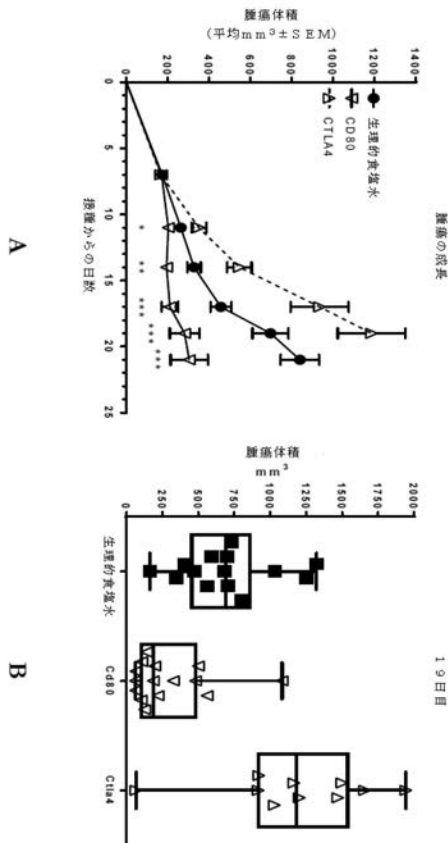 腫瘍の成長
腫瘍体積
(平均mm³±SEM)
1400
1200
1000
800
600
400
200
0
生理的食塩水
CD80
CTLA4
* ** *** *** ***
0 5 10 15 20 25
接種からの日数
A
19日目
腫瘍体積
mm³
2000
1500
1000
750
500
250
0
生理的食塩水 Cd80 Ctla4
B